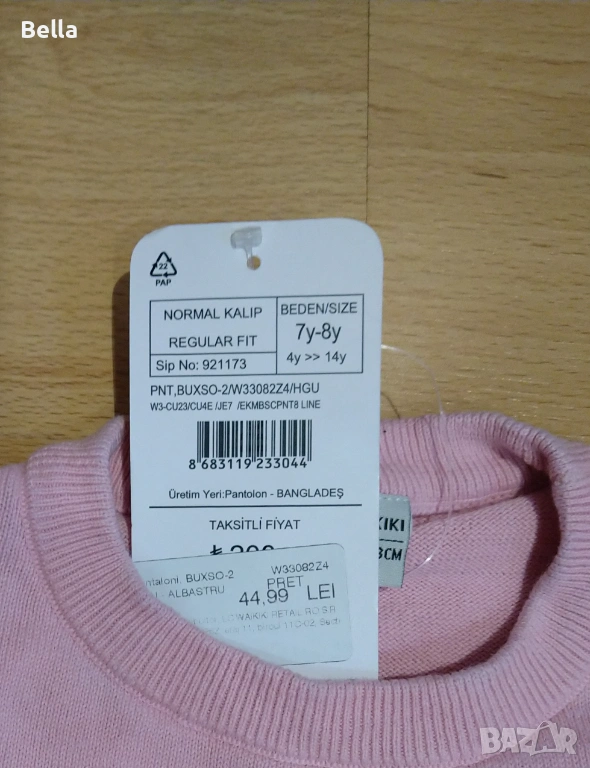 Bella
22
PAP
NORMAL KALIP
REGULAR FIT
Sip No: 921173
BEDEN/SIZE
7y-8y
4y >> 14y
PNT,BUXSO-2/W33082Z4/HGU
W3-CU23/CU4E /JE7 /EKMBSCPNT8 LINE
8 683119 233044
Üretim Yeri:Pantolon - BANGLADEŞ
TAKSİTLİ FİYAT
BUXSO-2 W33082Z4
- ALBASTRU PRET
44,99 LEI
RETAIL
KIKI
CM
BAZAR